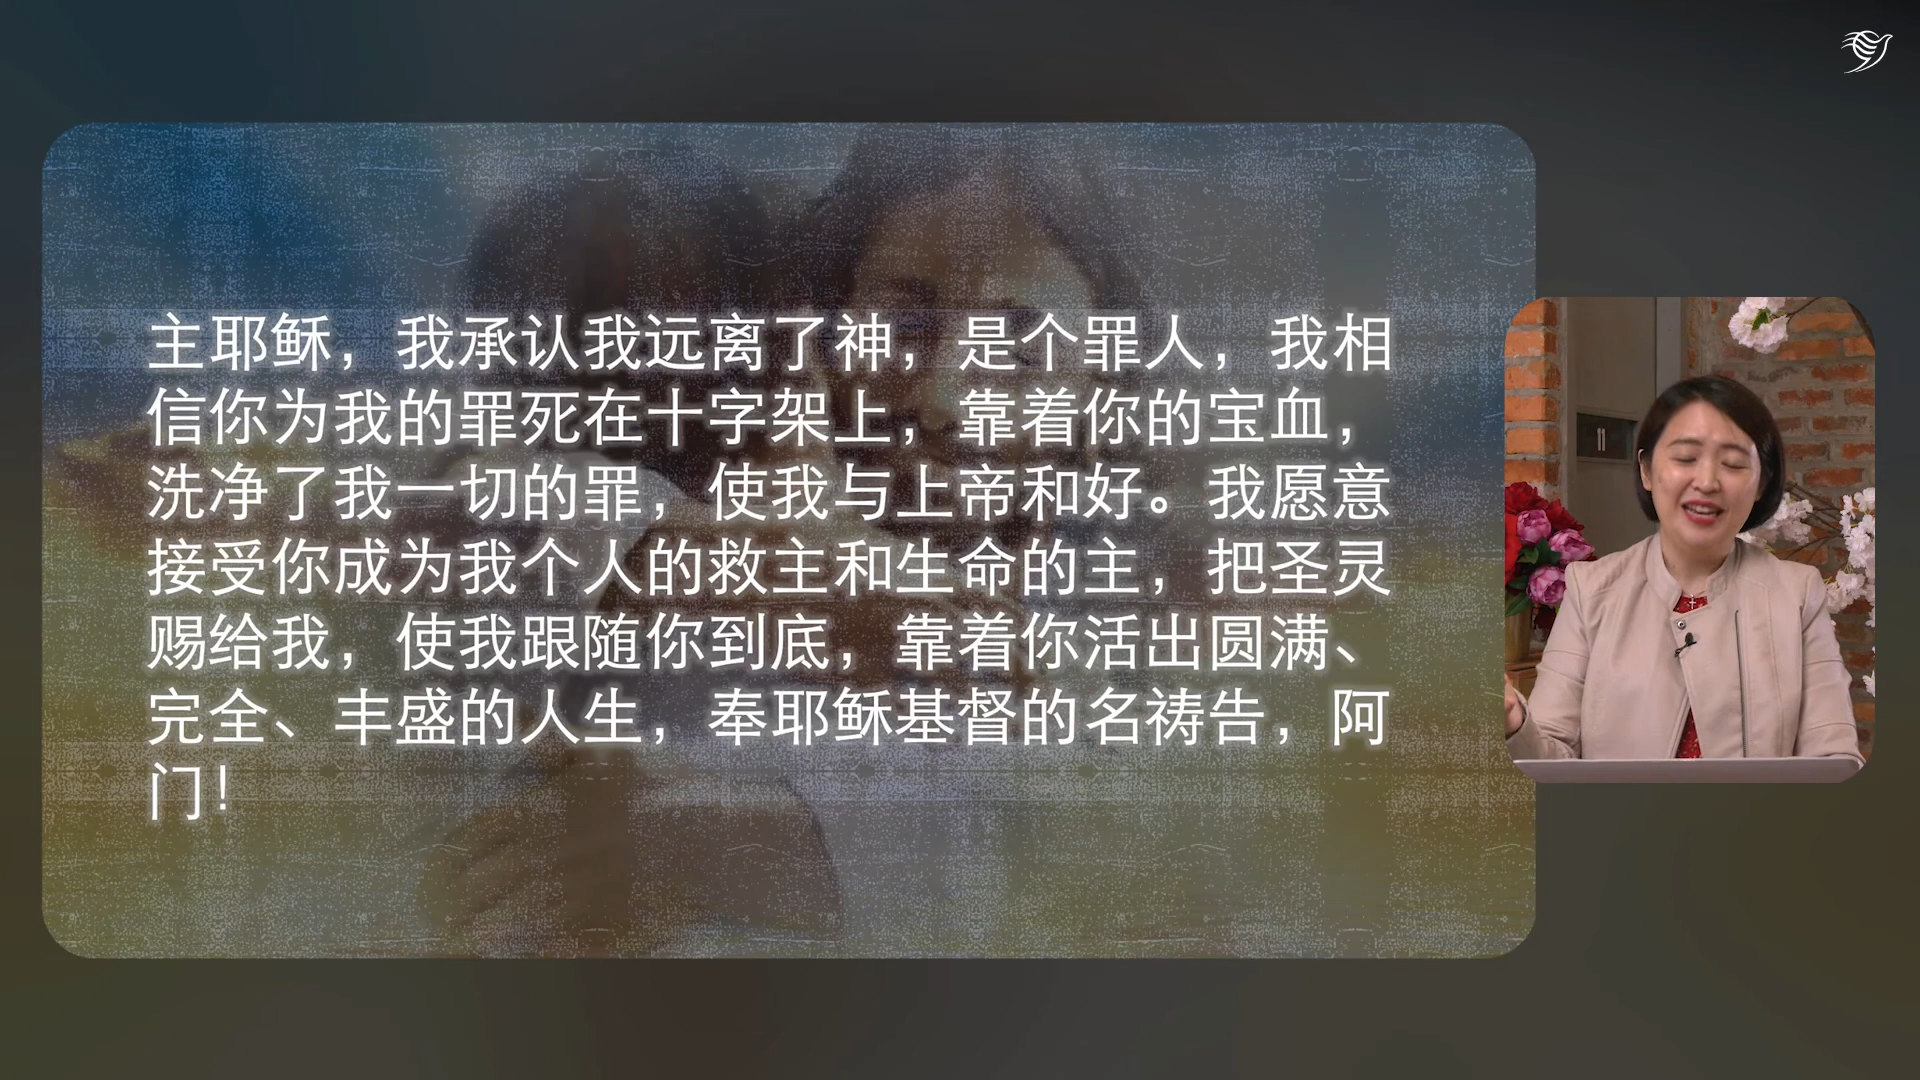 主耶稣，我承认我远离了神，是个罪人，我相
信你为我的罪死在十字架上，靠着你的宝血，
洗净了我一切的罪，使我与上帝和好。我愿意
接受你成为我个人的救主和生命的主，把圣灵
赐给我，使我跟随你到底，靠着你活出圆满、
完全、丰盛的人生，奉耶稣基督的名祷告，阿
门！